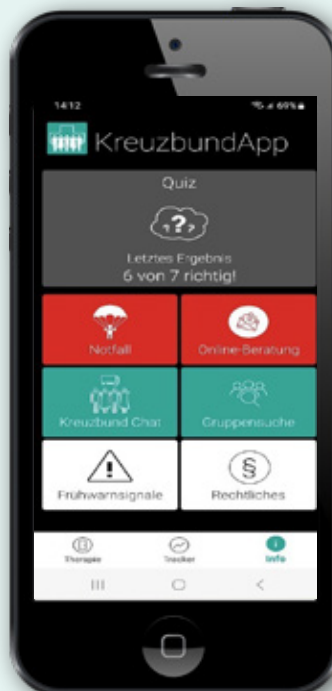 14:12
69%
KreuzbundApp
Quiz
?
Letztes Ergebnis
6 von 7 richtig!
Notfall
Online-Beratung
Kreuzbund Chat
Gruppensuche
!
§
Frühwarnsignale
Rechtliches
Therapie
Tracker
Info